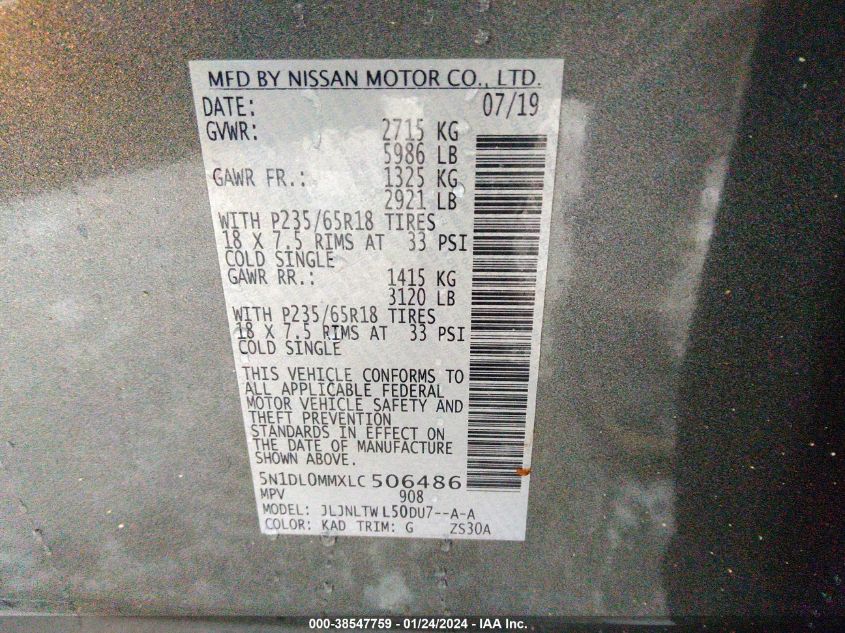 MFD BY NISSAN MOTOR CO., LTD.
DATE: 07/19
GVWR: 2715 KG
5986 LB
GAWR FR.: 1325 KG
2921 LB
WITH P235/65R18 TIRES
18 X 7.5 RIMS AT 33 PSI
COLD SINGLE
GAWR RR.: 1415 KG
3120 LB
WITH P235/65R18 TIRES
18 X 7.5 RIMS AT 33 PSI
COLD SINGLE
THIS VEHICLE CONFORMS TO
ALL APPLICABLE FEDERAL
MOTOR VEHICLE SAFETY AND
THEFT PREVENTION
STANDARDS IN EFFECT ON
THE DATE OF MANUFACTURE
SHOWN ABOVE.
5N1DL0MMXLC506486
MPV 908
MODEL: JLJNLTWL50DU7--A-A
COLOR: KAD TRIM: G ZS30A
000-38547759 - 01/24/2024 - IAA Inc.